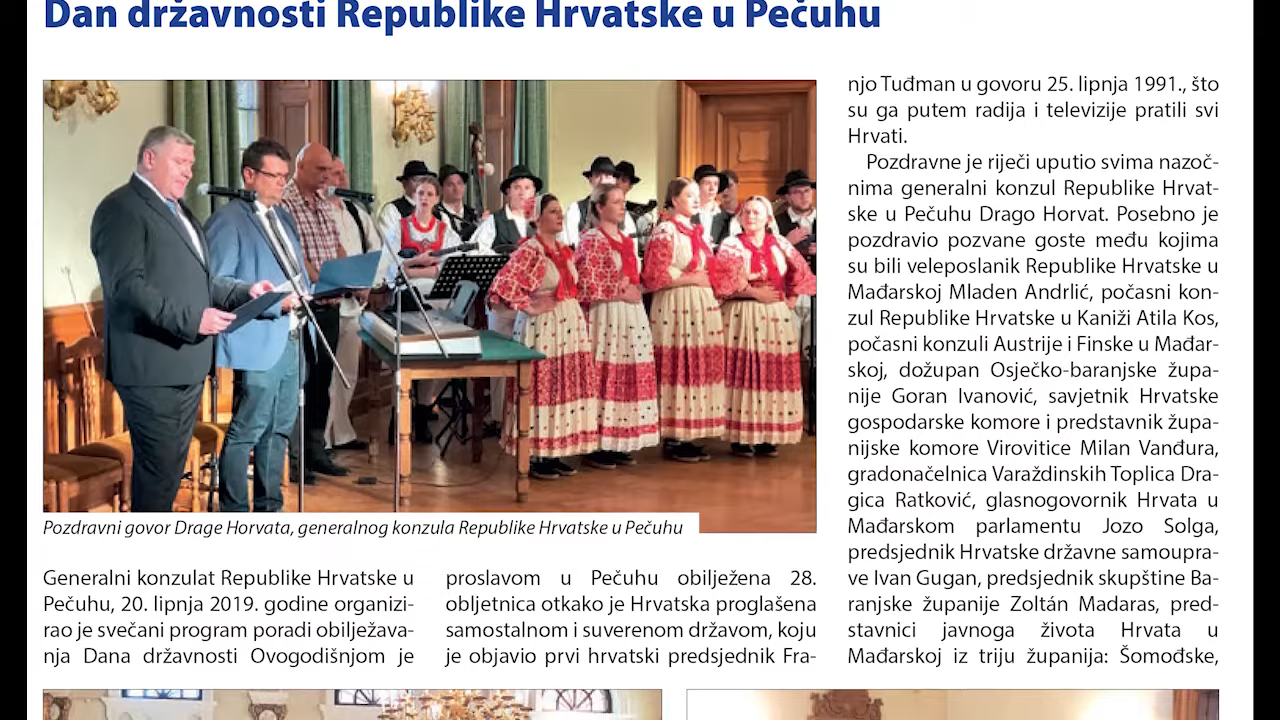 Dan državnosti Republike Hrvatske u Pečuhu
Pozdravni govor Drage Horvata, generalnog konzula Republike Hrvatske u Pečuhu
Generalni konzulat Republike Hrvatske u
Pečuhu, 20. lipnja 2019. godine organizi-
rao je svečani program poradi obilježava-
nja Dana državnosti Ovogodišnjom je
proslavom u Pečuhu obilježena 28.
obljetnica otkako je Hrvatska proglašena
samostalnom i suverenom državom, koju
je objavio prvi hrvatski predsjednik Fra-
njo Tuđman u govoru 25. lipnja 1991., što
su ga putem radija i televizije pratili svi
Hrvati.
Pozdravne je riječi uputio svima nazoč-
nima generalni konzul Republike Hrvat-
ske u Pečuhu Drago Horvat. Posebno je
pozdravio pozvane goste među kojima
su bili veleposlanik Republike Hrvatske u
Mađarskoj Mladen Andrlić, počasni kon-
zul Republike Hrvatske u Kaniži Atila Kos,
počasni konzuli Austrije i Finske u Mađar-
skoj, dožupan Osječko-baranjske župa-
nije Goran Ivanović, savjetnik Hrvatske
gospodarske komore i predstavnik župa-
nijske komore Virovitice Milan Vanđura,
gradonačelnica Varaždinskih Toplica Dra-
gica Ratković, glasnogovornik Hrvata u
Mađarskom parlamentu Jozo Solga,
predsjednik Hrvatske državne samoupra-
ve Ivan Gugan, predsjednik skupštine Ba-
ranjske županije Zoltán Madaras, pred-
stavnici javnoga života Hrvata u
Mađarskoj iz triju županija: Šomođske,